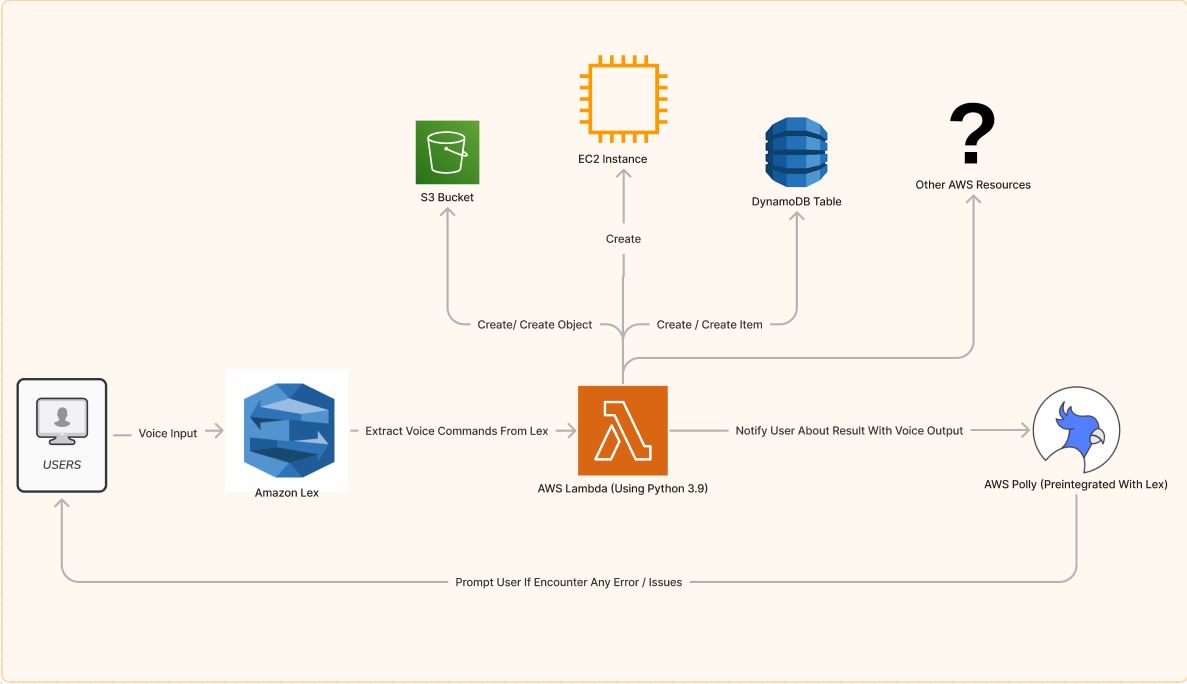 EC2 Instance
?
S3 Bucket
DynamoDB Table
Other AWS Resources
Create
Create/ Create Object
Create / Create Item
USERS
Voice Input
Amazon Lex
Extract Voice Commands From Lex
AWS Lambda (Using Python 3.9)
Notify User About Result With Voice Output
AWS Polly (Preintegrated With Lex)
Prompt User If Encounter Any Error / Issues